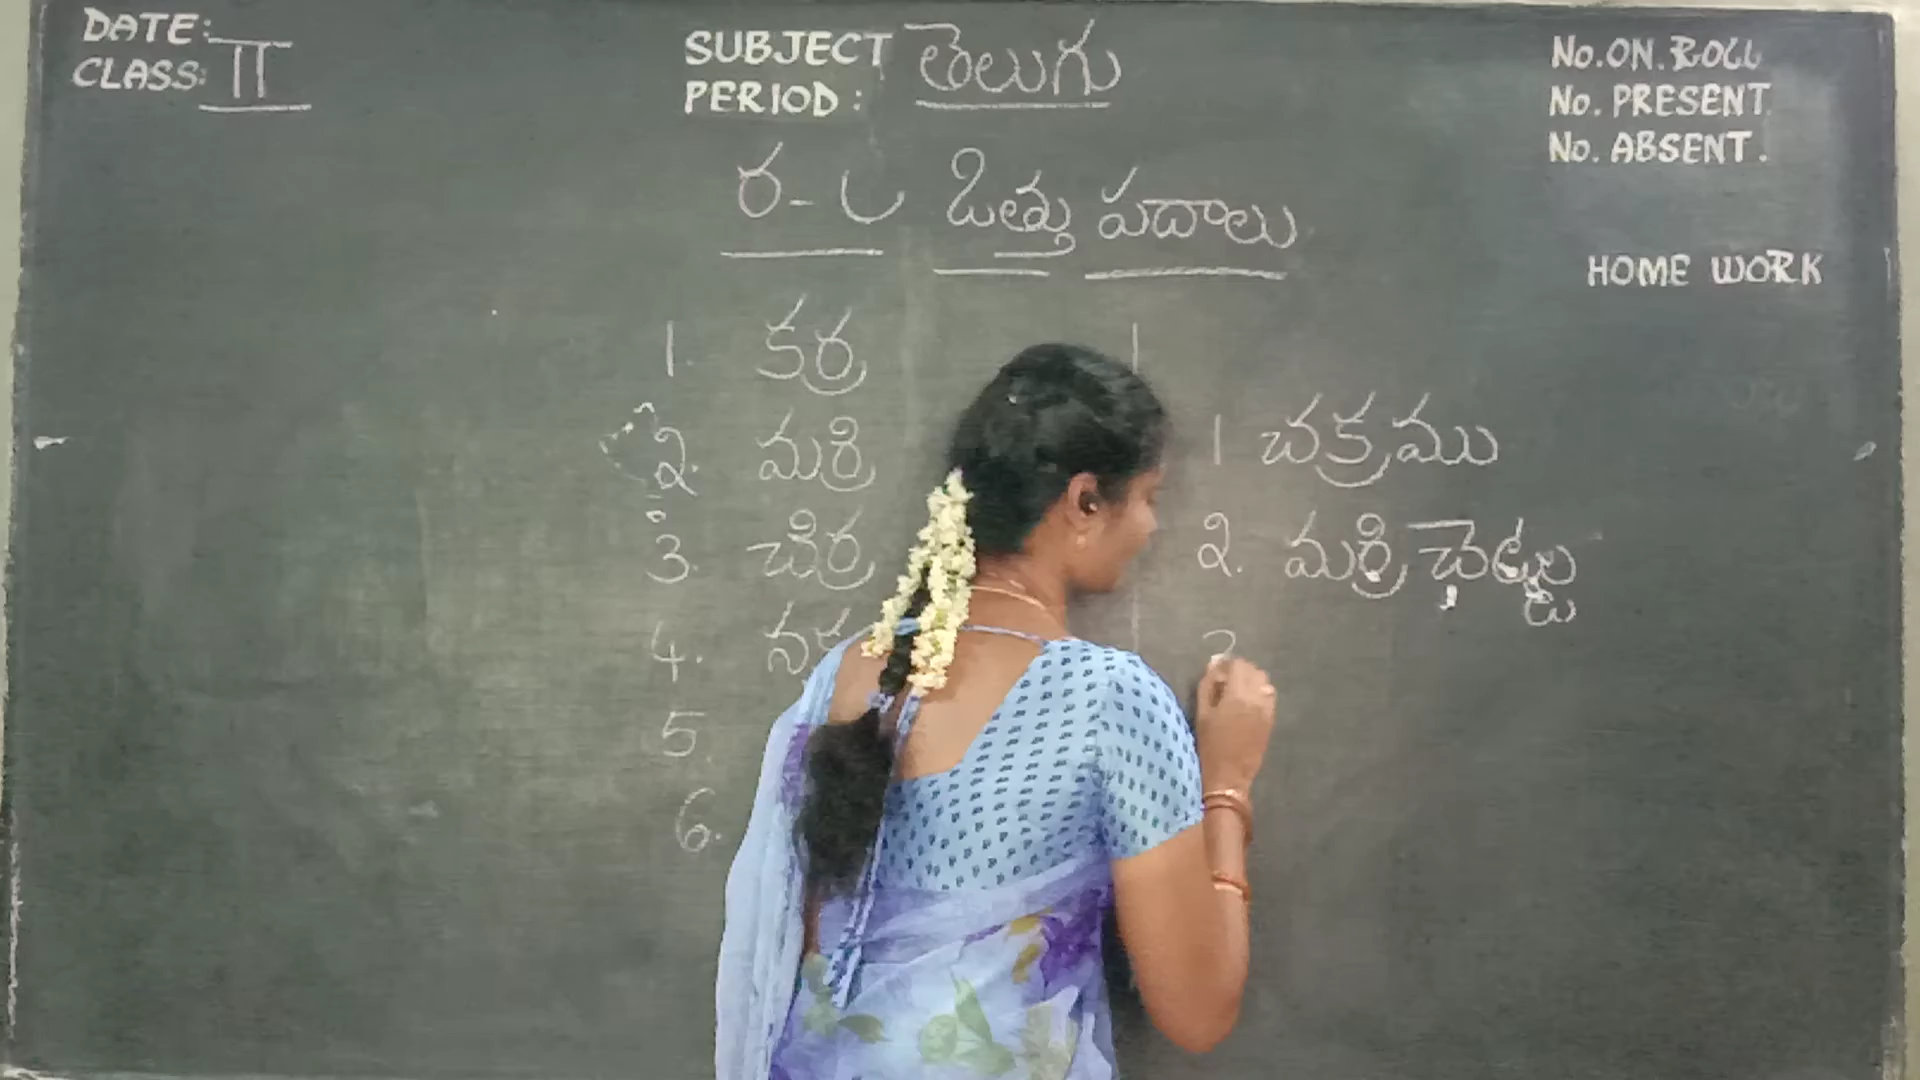 DATE:
CLASS: II
SUBJECT తెలుగు
PERIOD:
No. ON. ROLL
No. PRESENT
No. ABSENT.
ర - ్ర ఒత్తు పదాలు
HOME WORK
1. కర్ర
2. మర్రి
3. చిర్ర
4.
5.
6.
1 చక్రము
2. మర్రి చెట్టు